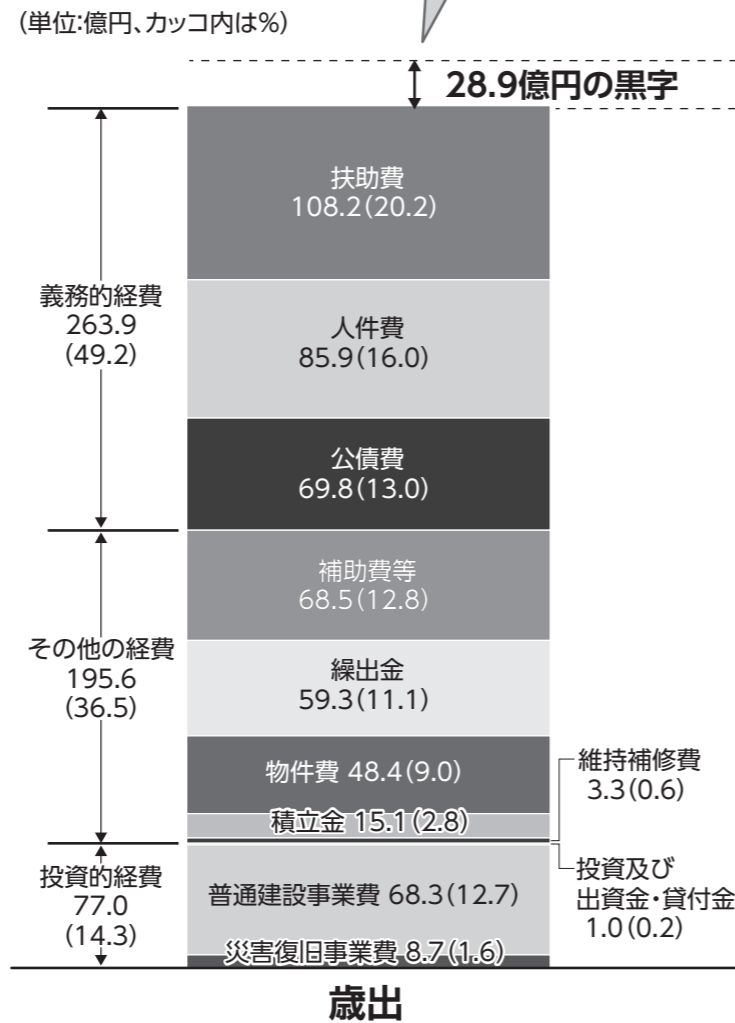 (単位:億円、カッコ内は%)
28.9億円の黒字
扶助費
108.2(20.2)
義務的経費
263.9
(49.2)
人件費
85.9(16.0)
公債費
69.8(13.0)
補助費等
68.5(12.8)
その他の経費
195.6
(36.5)
繰出金
59.3(11.1)
物件費 48.4(9.0)
維持補修費
3.3(0.6)
積立金 15.1(2.8)
投資的経費
77.0
(14.3)
普通建設事業費 68.3(12.7)
投資及び
出資金・貸付金
1.0(0.2)
災害復旧事業費 8.7(1.6)
歳出